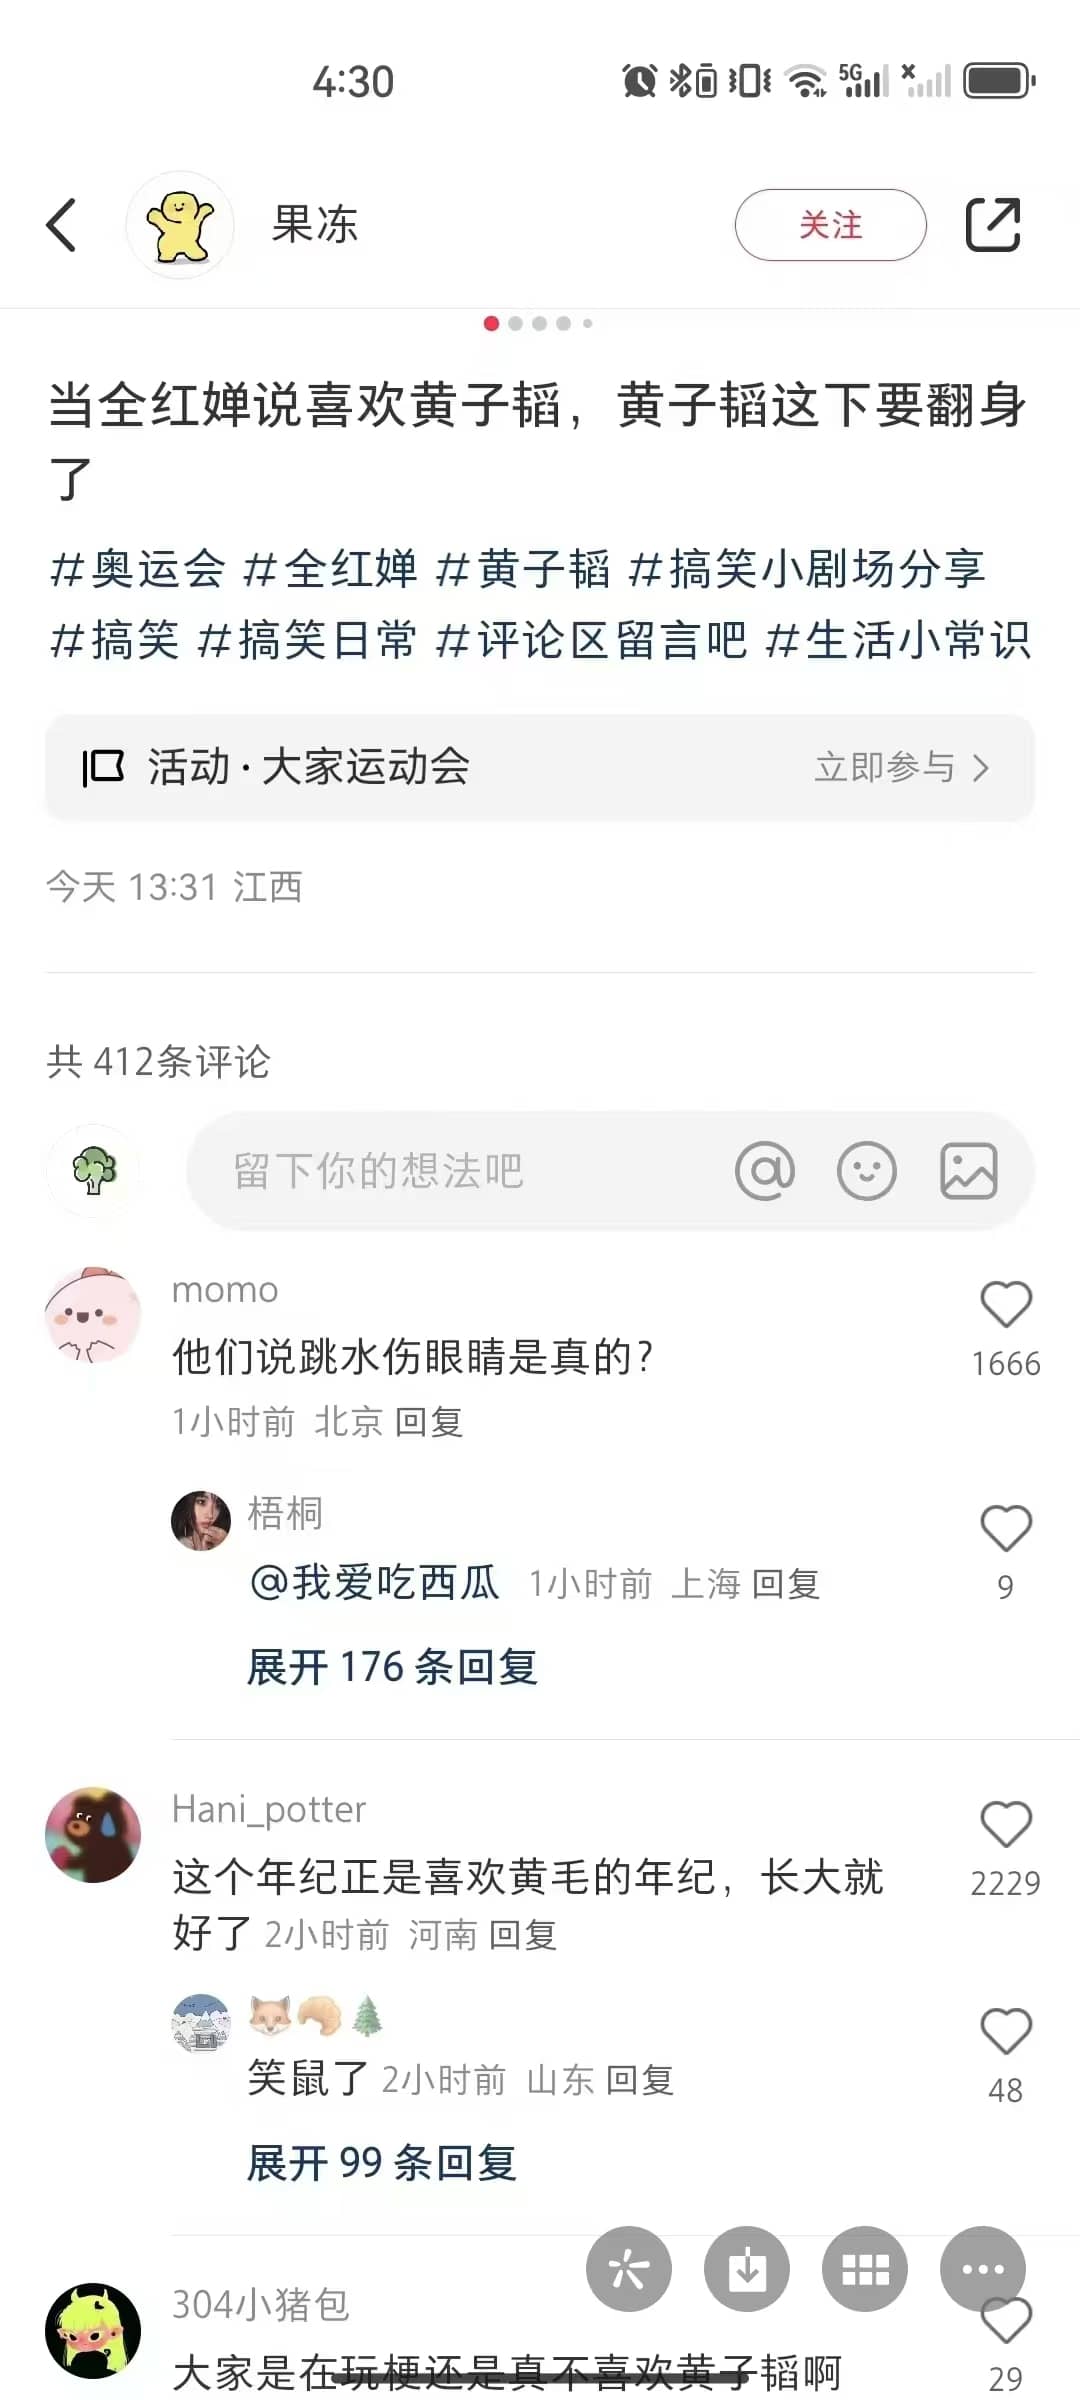 4:30
5G
果冻
关注
当全红婵说喜欢黄子韬，黄子韬这下要翻身
了
#奥运会 #全红婵 #黄子韬 #搞笑小剧场分享
#搞笑 #搞笑日常 #评论区留言吧 #生活小常识
活动·大家运动会
立即参与
今天 13:31 江西
共 412条评论
留下你的想法吧
momo
他们说跳水伤眼睛是真的？
1666
1小时前 北京 回复
梧桐
@我爱吃西瓜 1小时前 上海 回复
9
展开 176 条回复
Hani_potter
这个年纪正是喜欢黄毛的年纪，长大就
2229
好了 2小时前 河南 回复
🦊🥐🌲
笑鼠了 2小时前 山东 回复
48
展开 99 条回复
304小猪包
大家是在玩梗还是真不喜欢黄子韬啊
29